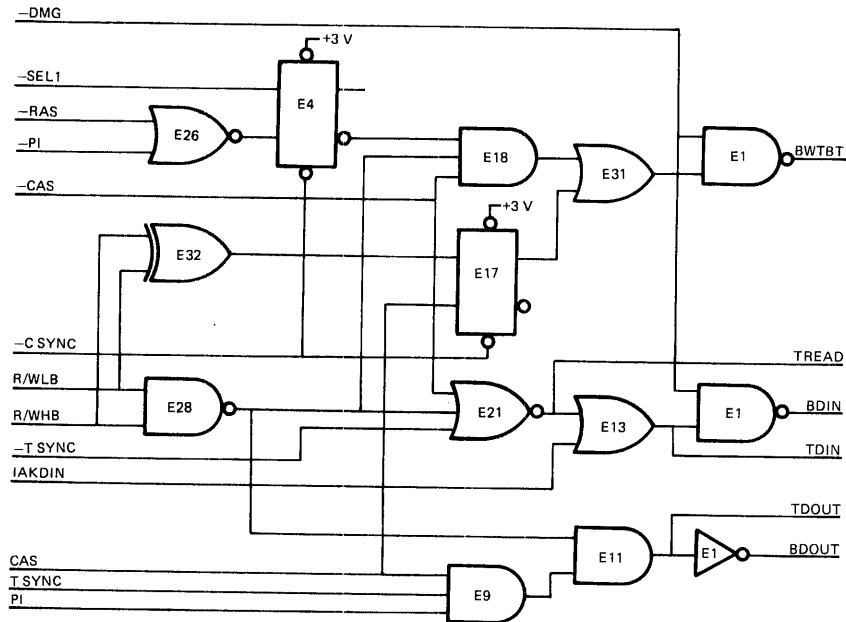 –DMG
+3 V
–SEL1
E4
–RAS
E26
–PI
E18
E31
E1
BWTBT
–CAS
+3 V
E32
E17
–C SYNC
TREAD
R/WLB
E28
E21
E13
E1
BDIN
R/WHB
–T SYNC
TDIN
IAKDIN
TDOUT
E11
E1
BDOUT
CAS
T SYNC
E9
PI